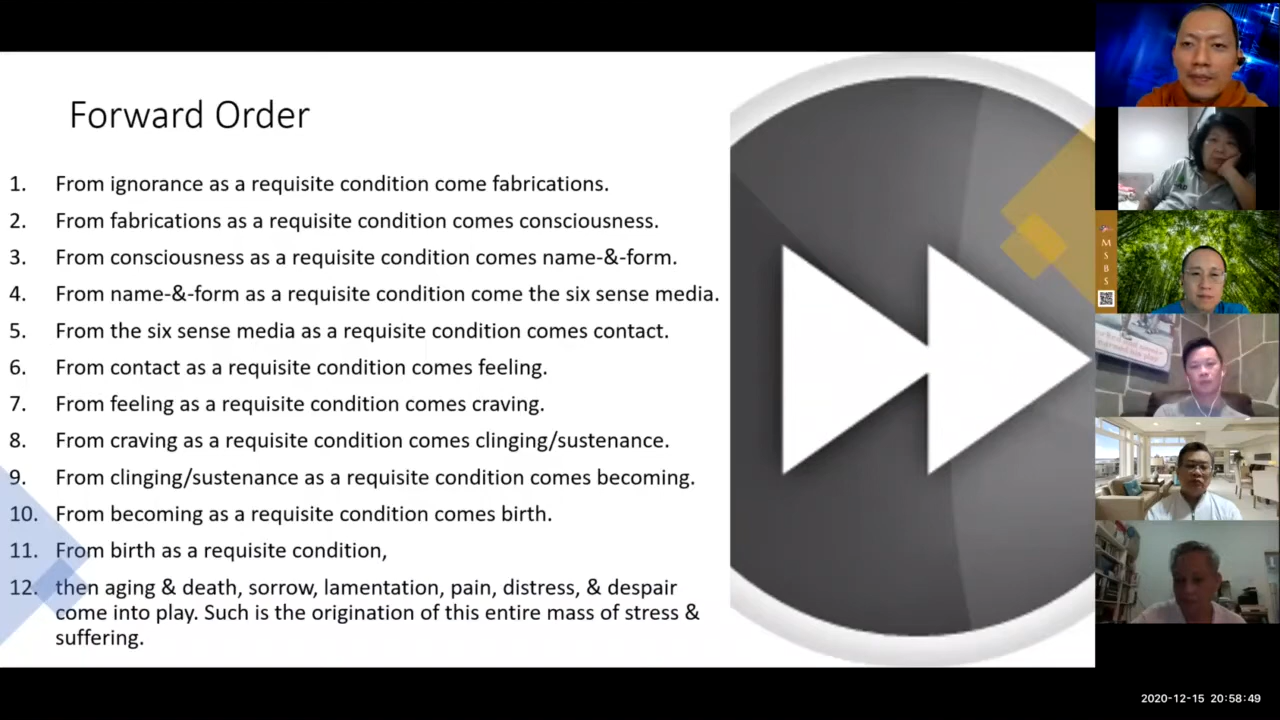 Forward Order
1. From ignorance as a requisite condition come fabrications.
2. From fabrications as a requisite condition comes consciousness.
3. From consciousness as a requisite condition comes name-&-form.
4. From name-&-form as a requisite condition come the six sense media.
5. From the six sense media as a requisite condition comes contact.
6. From contact as a requisite condition comes feeling.
7. From feeling as a requisite condition comes craving.
8. From craving as a requisite condition comes clinging/sustenance.
9. From clinging/sustenance as a requisite condition comes becoming.
10. From becoming as a requisite condition comes birth.
11. From birth as a requisite condition,
12. then aging & death, sorrow, lamentation, pain, distress, & despair
come into play. Such is the origination of this entire mass of stress &
suffering.
MSBS
2020-12-15 20:58:49